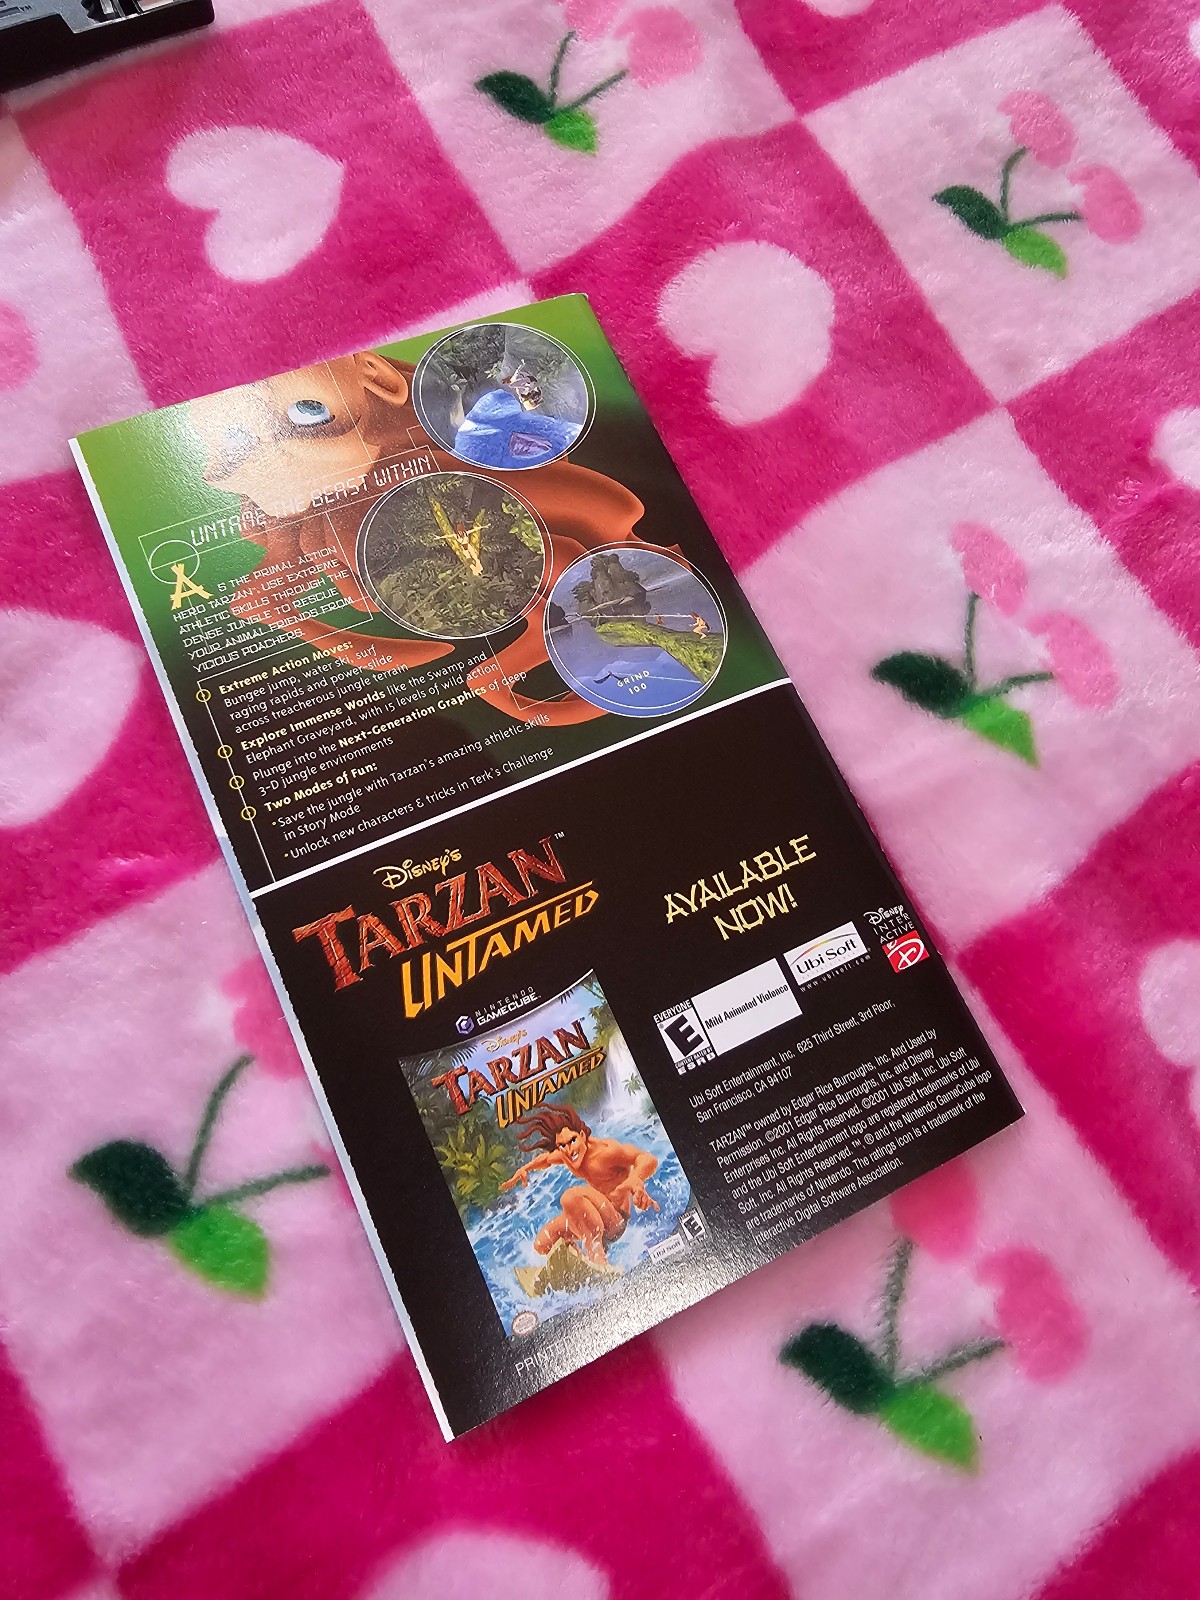 UNTAME THE BEAST WITHIN
AS THE PRIMAL ACTION
HERO TARZAN™, USE EXTREME
ATHLETIC SKILLS THROUGH THE
DENSE JUNGLE TO RESCUE
YOUR ANIMAL FRIENDS FROM
VICIOUS POACHERS.
Extreme Action Moves:
Bungee jump, water ski, surf
raging rapids and power-slide
across treacherous jungle terrain
Explore Immense Worlds like the Swamp and
Elephant Graveyard, with 15 levels of wild action
Plunge into the Next-Generation Graphics of deep
3-D jungle environments
Two Modes of Fun:
• Save the jungle with Tarzan's amazing athletic skills
in Story Mode
• Unlock new characters & tricks in Terk's Challenge
GRIND
100
DISNEY'S
TARZAN™
UNTAMED
AVAILABLE
NOW!
NINTENDO
GAMECUBE™
DISNEY'S
TARZAN
UNTAMED
Ubi Soft
E
EVERYONE
E
CONTENT RATED BY
ESRB
Mild Animated Violence
Ubi Soft
www.ubisoft.com
DISNEY
INTER
ACTIVE
D
Ubi Soft Entertainment, Inc. 625 Third Street, 3rd Floor,
San Francisco, CA 94107
TARZAN™ owned by Edgar Rice Burroughs, Inc. And Used by
Permission. ©2001 Edgar Rice Burroughs, Inc. and Disney
Enterprises Inc. All Rights Reserved. ©2001 Ubi Soft, Inc. Ubi Soft
and the Ubi Soft Entertainment logo are registered trademarks of Ubi
Soft, Inc. All Rights Reserved.™, ® and the Nintendo GameCube logo
are trademarks of Nintendo. The ratings icon is a trademark of the
Interactive Digital Software Association.